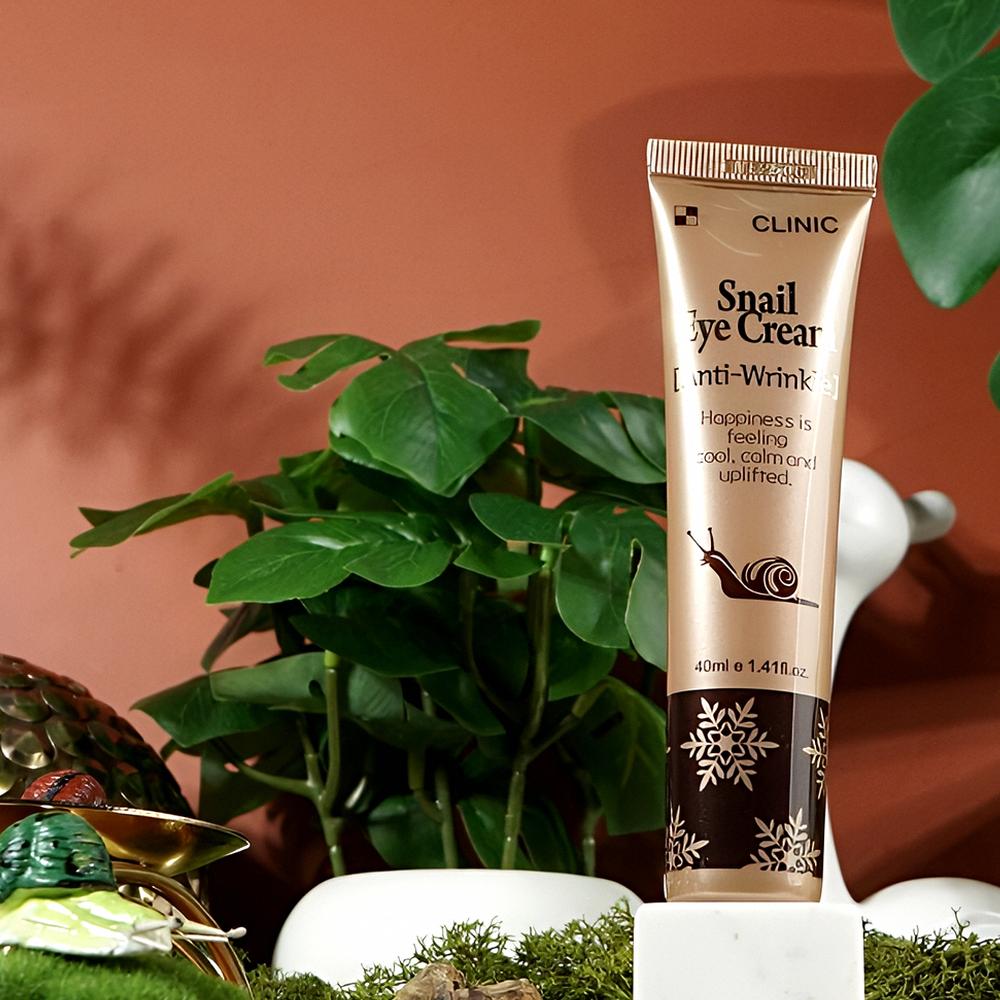 CLINIC
Snail
Eye Cream
[Anti-Wrinkle]
Happiness is
feeling
cool, calm and
uplifted.
40ml e 1.41fl.oz.